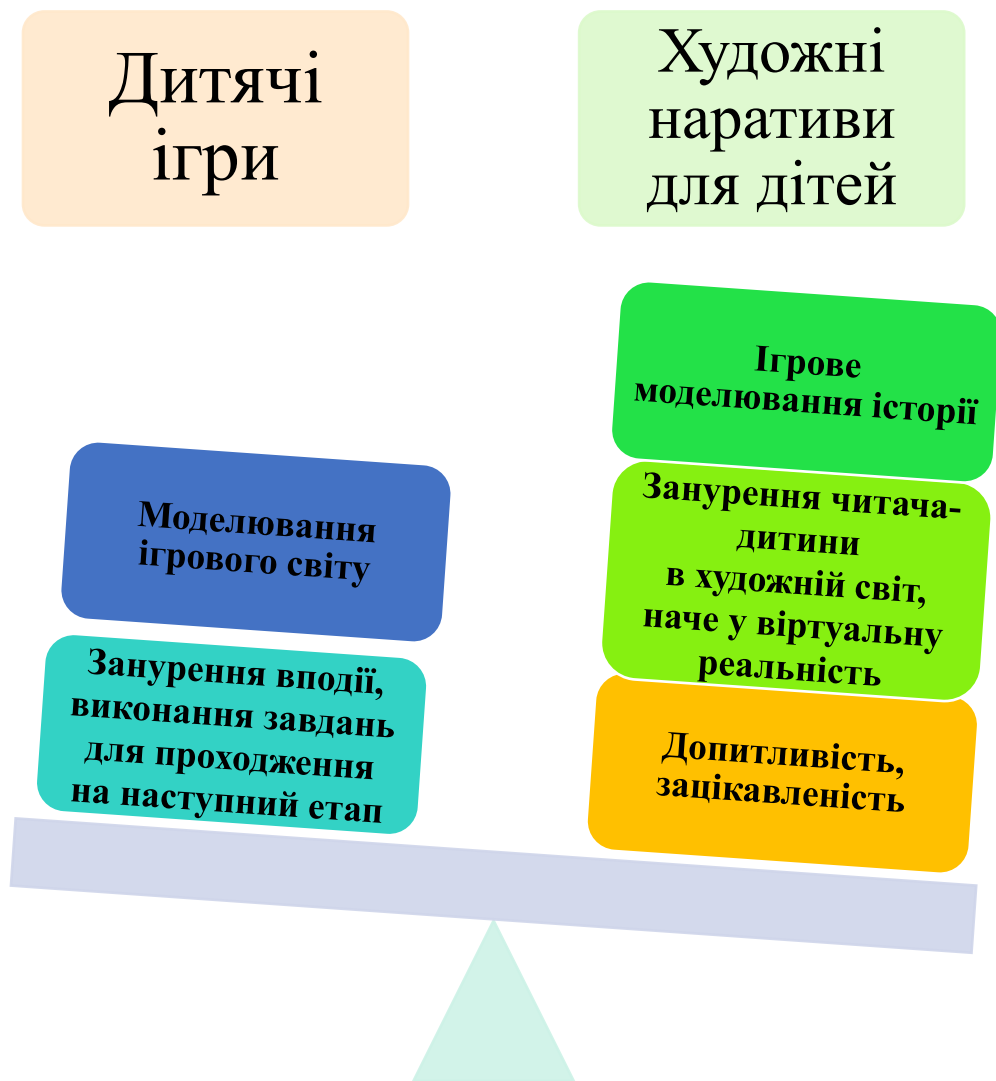 Дитячі
ігри
Художні
наративи
для дітей
Моделювання
ігрового світу
Занурення вподії,
виконання завдань
для проходження
на наступний етап
Ігрове
моделювання історії
Занурення читача-
дитини
в художній світ,
наче у віртуальну
реальність
Допитливість,
зацікавленість